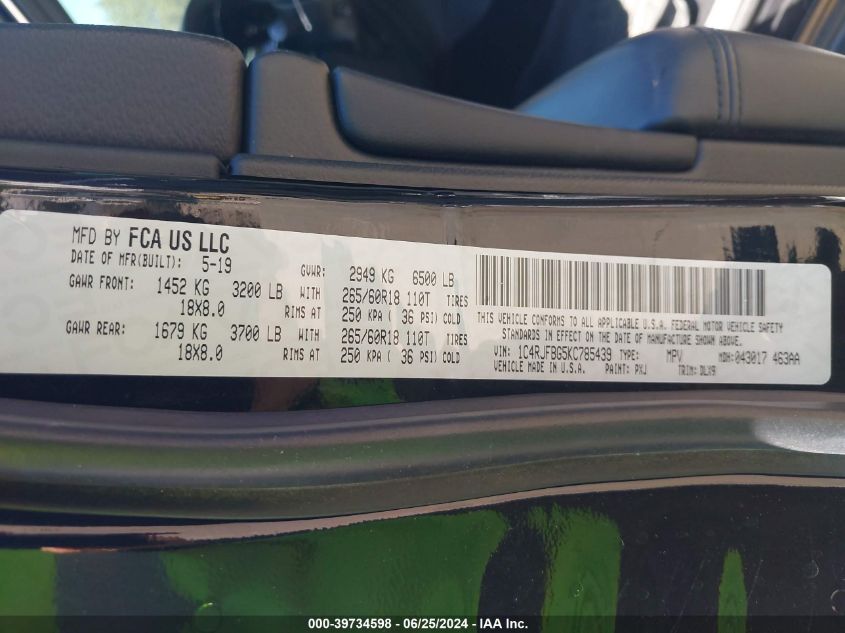 MFD BY FCA US LLC
DATE OF MFR(BUILT): 5-19 GVWR: 2949 KG 6500 LB
GAWR FRONT: 1452 KG 3200 LB WITH 265/60R18 110T TIRES
18X8.0 RIMS AT 250 KPA ( 36 PSI) COLD
GAWR REAR: 1679 KG 3700 LB WITH 265/60R18 110T TIRES
18X8.0 RIMS AT 250 KPA ( 36 PSI) COLD
THIS VEHICLE CONFORMS TO ALL APPLICABLE U.S.A. FEDERAL MOTOR VEHICLE SAFETY
STANDARDS IN EFFECT ON THE DATE OF MANUFACTURE SHOWN ABOVE.
VIN: 1C4RJFBG5KC785439 TYPE: MPV MDH: 043017 463AA
VEHICLE MADE IN U.S.A. PAINT: PXJ TRIM: DLX9
000-39734598 - 06/25/2024 - IAA Inc.